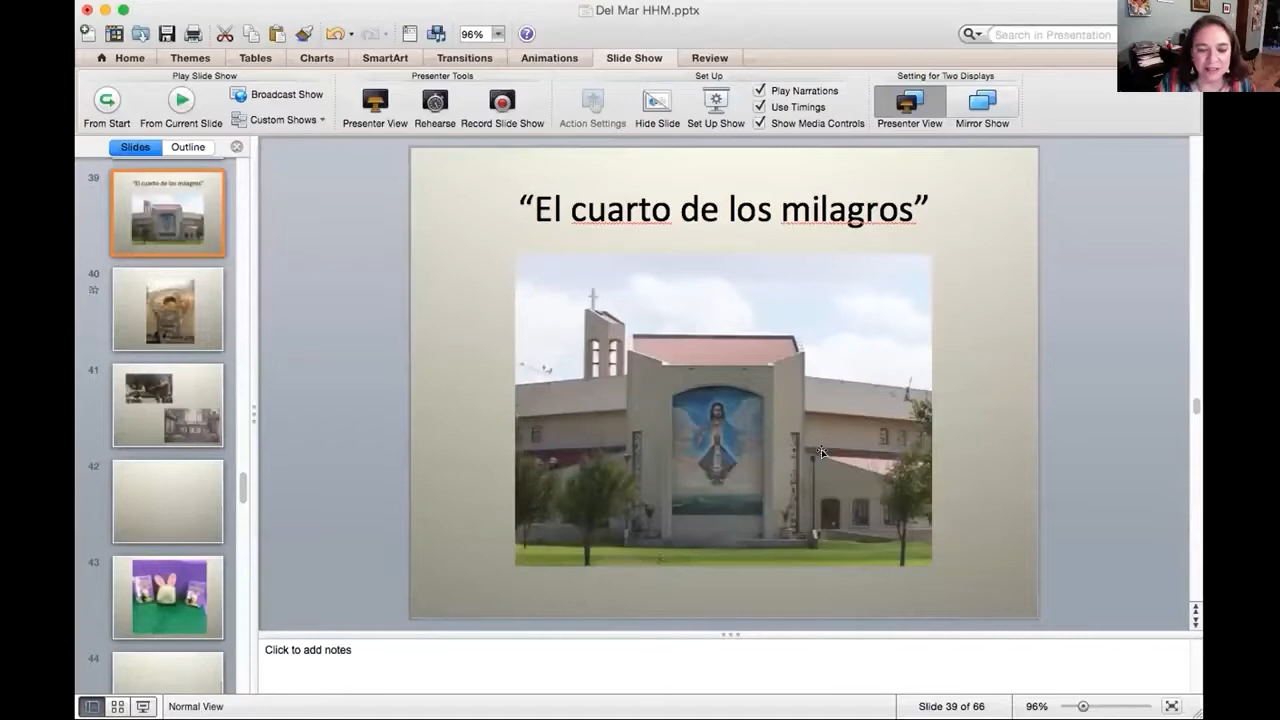 Del Mar HHM.pptx
96%
Search in Presentation
Home
Themes
Tables
Charts
SmartArt
Transitions
Animations
Slide Show
Review
Play Slide Show
Presenter Tools
Set Up
Setting for Two Displays
From Start
From Current Slide
Broadcast Show
Custom Shows
Presenter View
Rehearse
Record Slide Show
Action Settings
Hide Slide
Set Up Show
Play Narrations
Use Timings
Show Media Controls
Presenter View
Mirror Show
Slides
Outline
39
"El cuarto de los milagros"
40
41
42
43
44
“El cuarto de los milagros”
Click to add notes
Normal View
Slide 39 of 66
96%